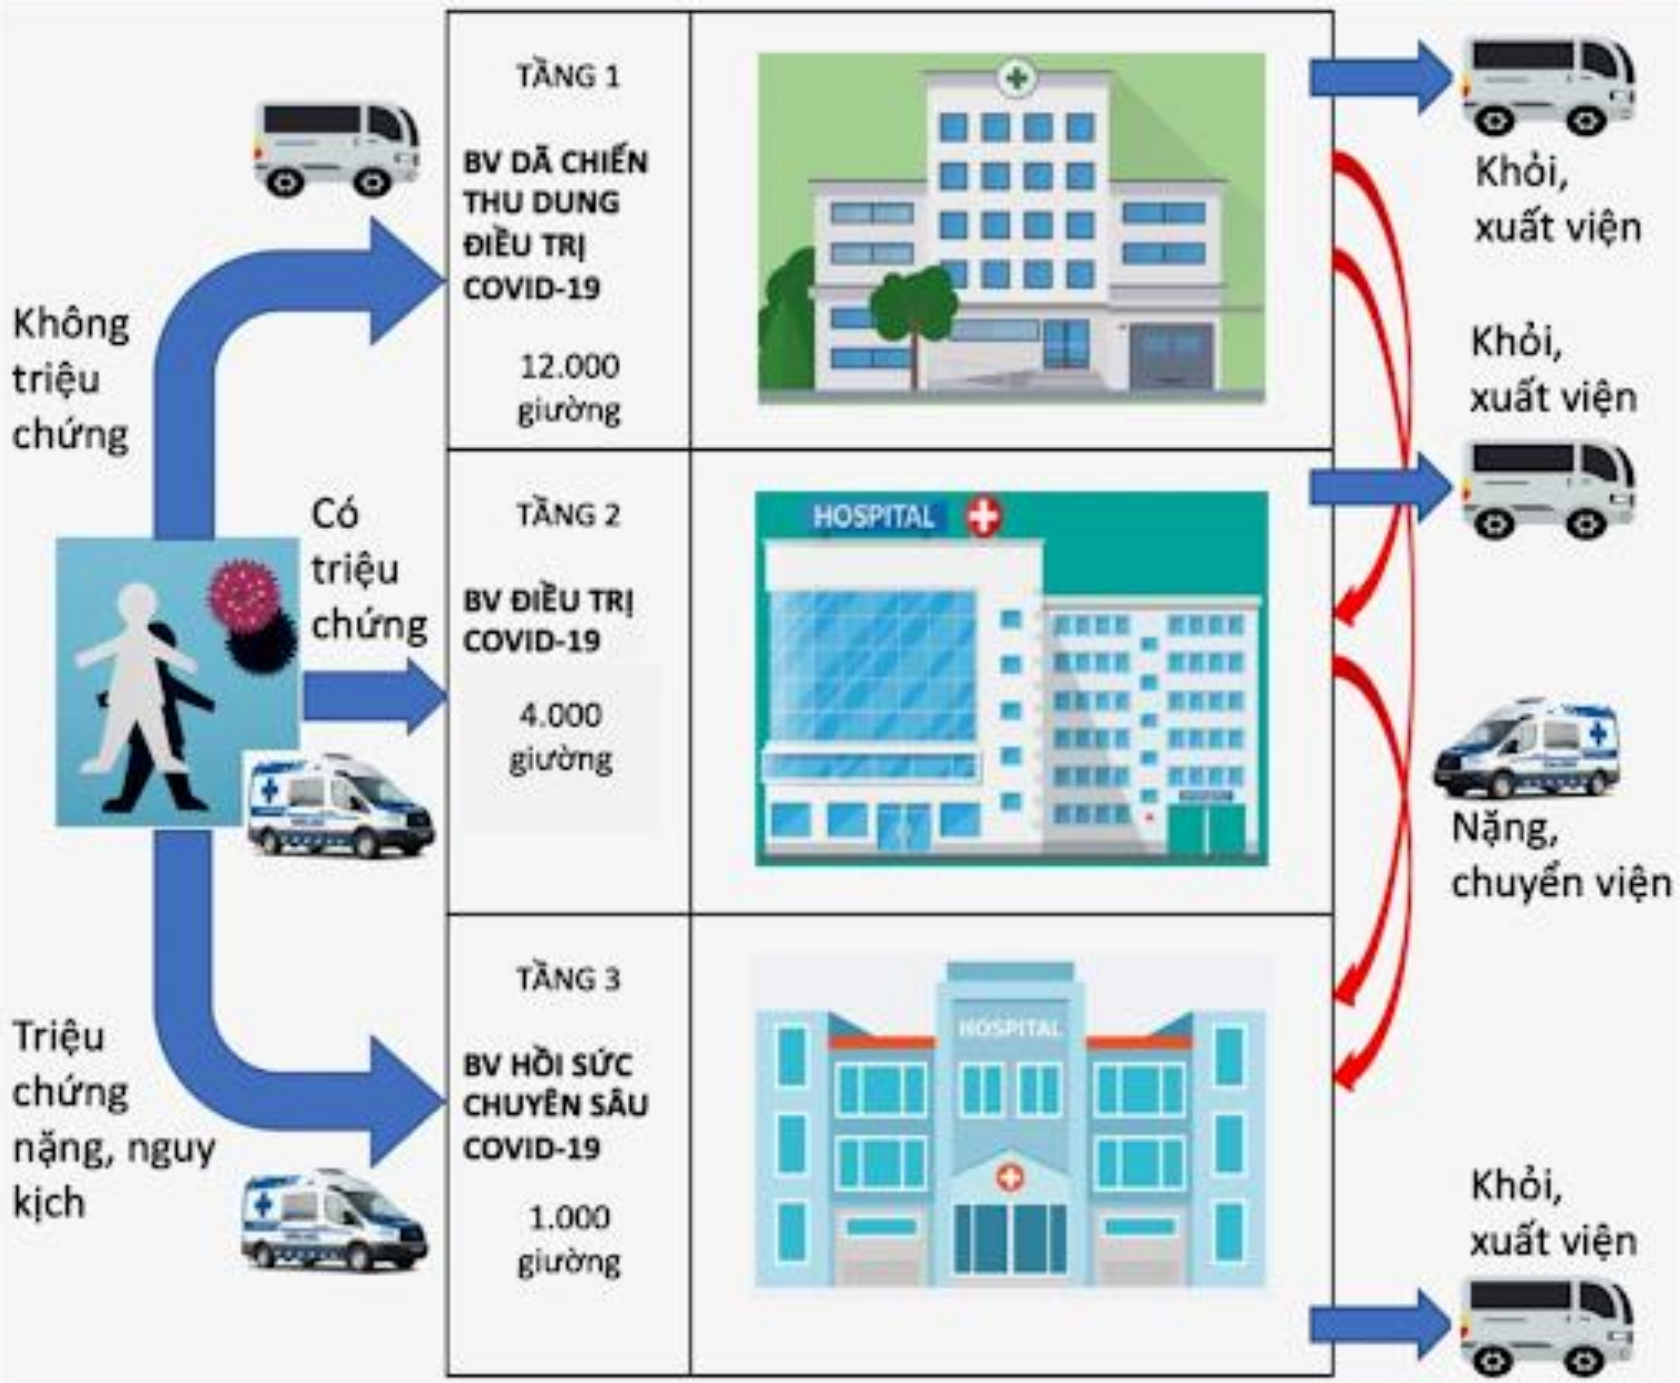 TẦNG 1
BV DÃ CHIẾN
THU DUNG
ĐIỀU TRỊ
COVID-19
12.000
giường
Khỏi,
xuất viện
Không
triệu
chứng
Khỏi,
xuất viện
Có
triệu
chứng
TẦNG 2
BV ĐIỀU TRỊ
COVID-19
4.000
giường
HOSPITAL
Nặng,
chuyển viện
TẦNG 3
BV HỒI SỨC
CHUYÊN SÂU
COVID-19
1.000
giường
HOSPITAL
Triệu
chứng
nặng, nguy
kịch
Khỏi,
xuất viện